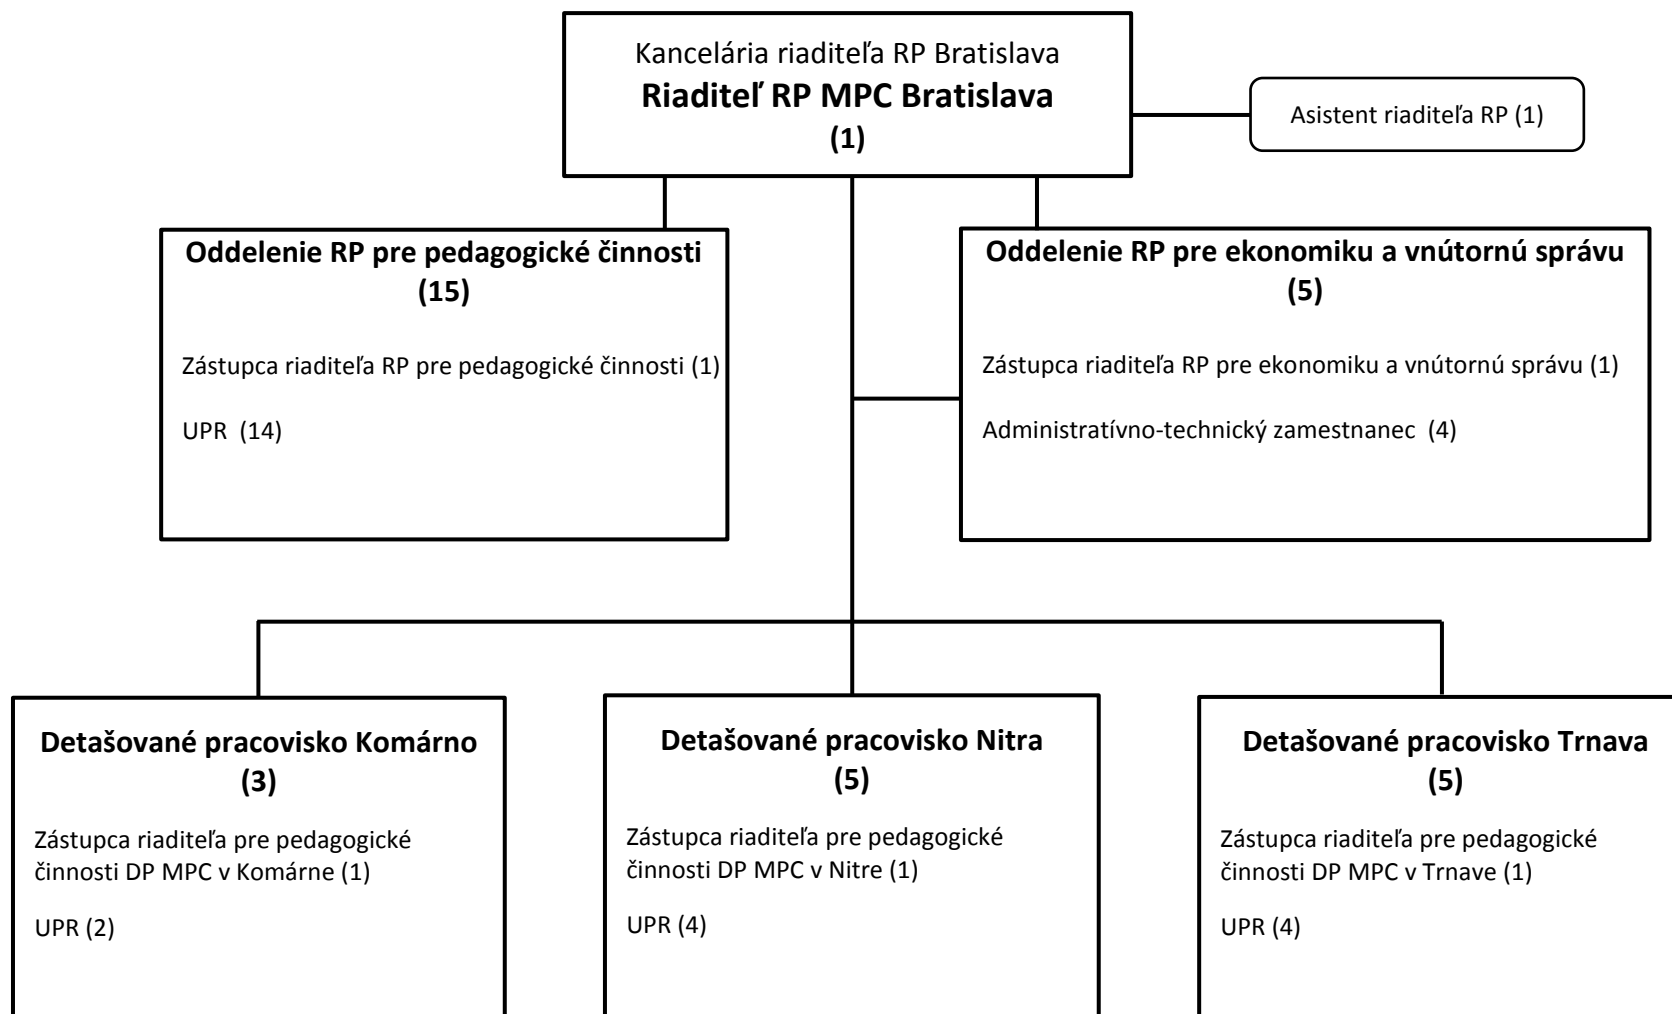 Kancelária riaditeľa RP Bratislava
Riaditeľ RP MPC Bratislava
(1)
Asistent riaditeľa RP (1)
Oddelenie RP pre pedagogické činnosti
(15)
Zástupca riaditeľa RP pre pedagogické činnosti (1)
UPR  (14)
Oddelenie RP pre ekonomiku a vnútornú správu
(5)
Zástupca riaditeľa RP pre ekonomiku a vnútornú správu (1)
Administratívno-technický zamestnanec  (4)
Detašované pracovisko Komárno
(3)
Zástupca riaditeľa pre pedagogické
činnosti DP MPC v Komárne (1)
UPR (2)
Detašované pracovisko Nitra
(5)
Zástupca riaditeľa pre pedagogické
činnosti DP MPC v Nitre (1)
UPR (4)
Detašované pracovisko Trnava
(5)
Zástupca riaditeľa pre pedagogické
činnosti DP MPC v Trnave (1)
UPR (4)